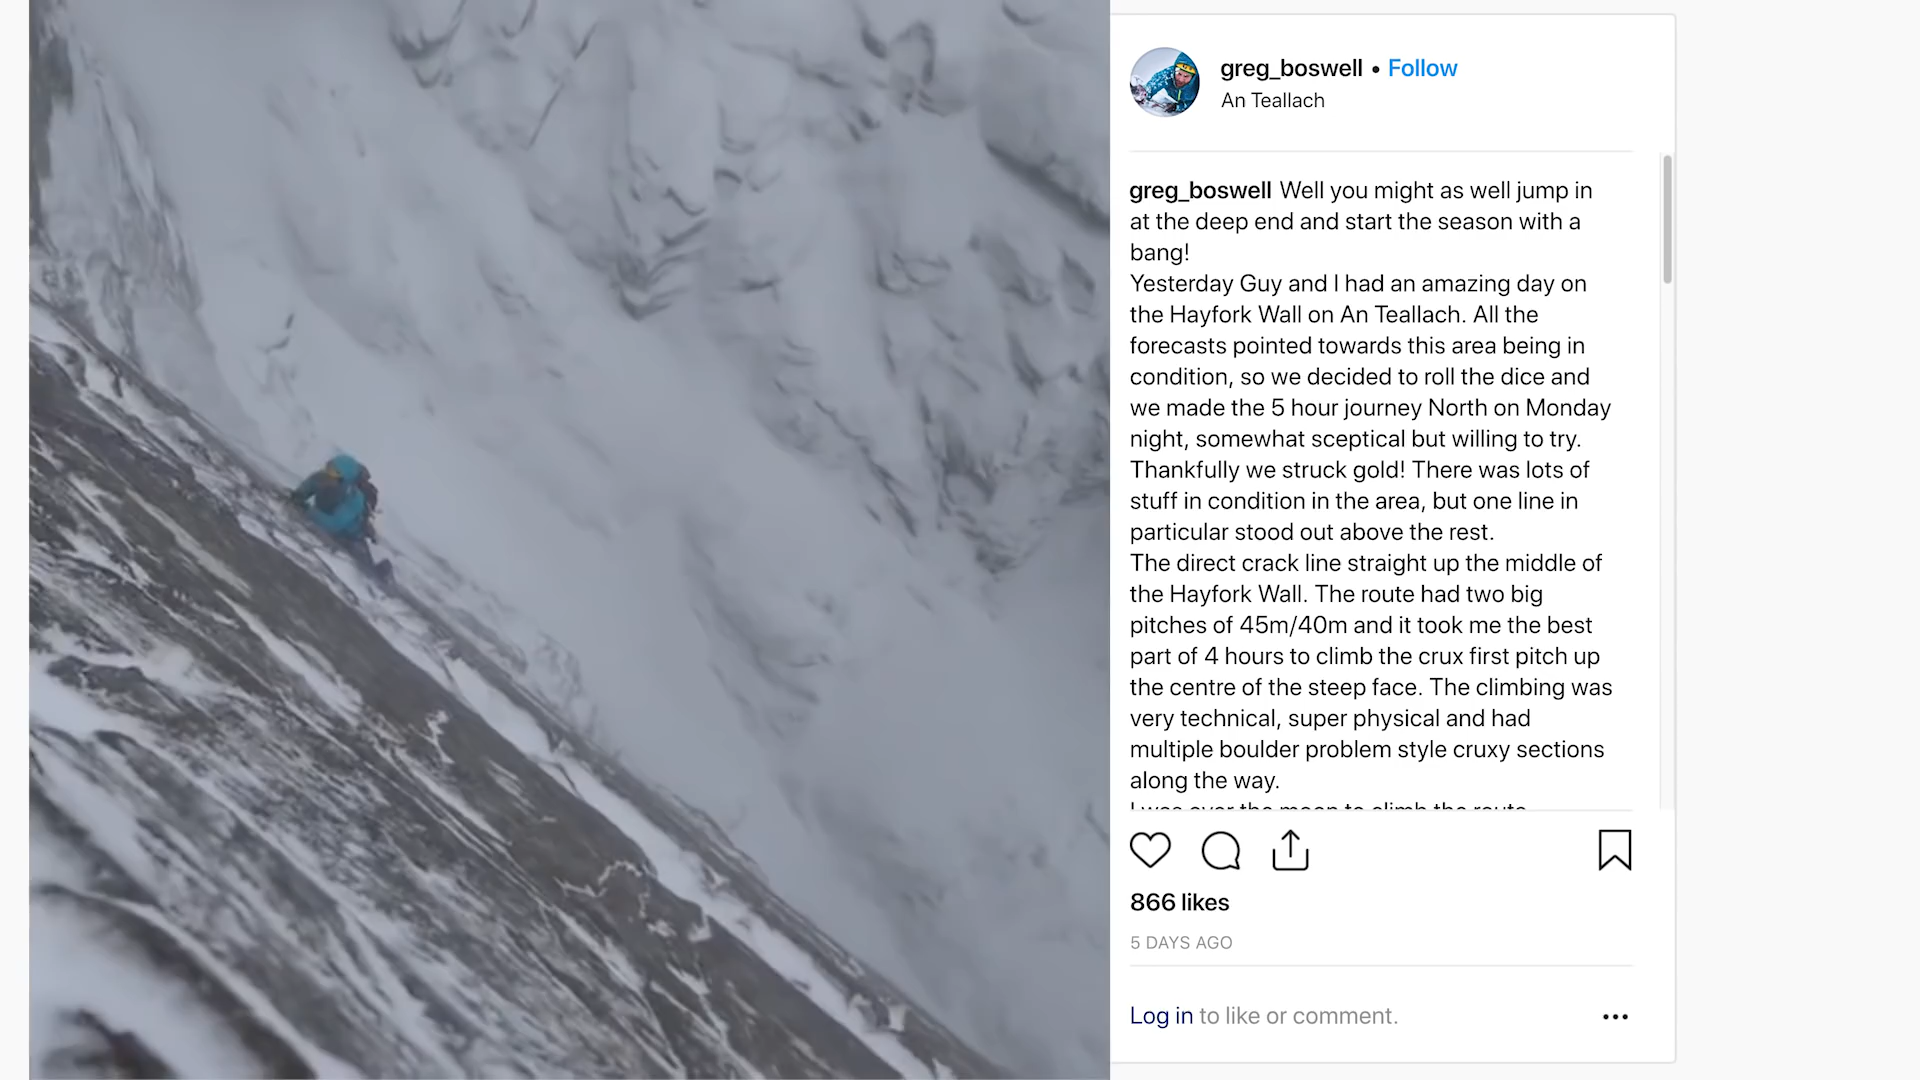 greg_boswell • Follow
An Teallach
greg_boswell Well you might as well jump in
at the deep end and start the season with a
bang!
Yesterday Guy and I had an amazing day on
the Hayfork Wall on An Teallach. All the
forecasts pointed towards this area being in
condition, so we decided to roll the dice and
we made the 5 hour journey North on Monday
night, somewhat sceptical but willing to try.
Thankfully we struck gold! There was lots of
stuff in condition in the area, but one line in
particular stood out above the rest.
The direct crack line straight up the middle of
the Hayfork Wall. The route had two big
pitches of 45m/40m and it took me the best
part of 4 hours to climb the crux first pitch up
the centre of the steep face. The climbing was
very technical, super physical and had
multiple boulder problem style cruxy sections
along the way.
I was over the moon to climb the route
866 likes
5 DAYS AGO
Log in to like or comment.